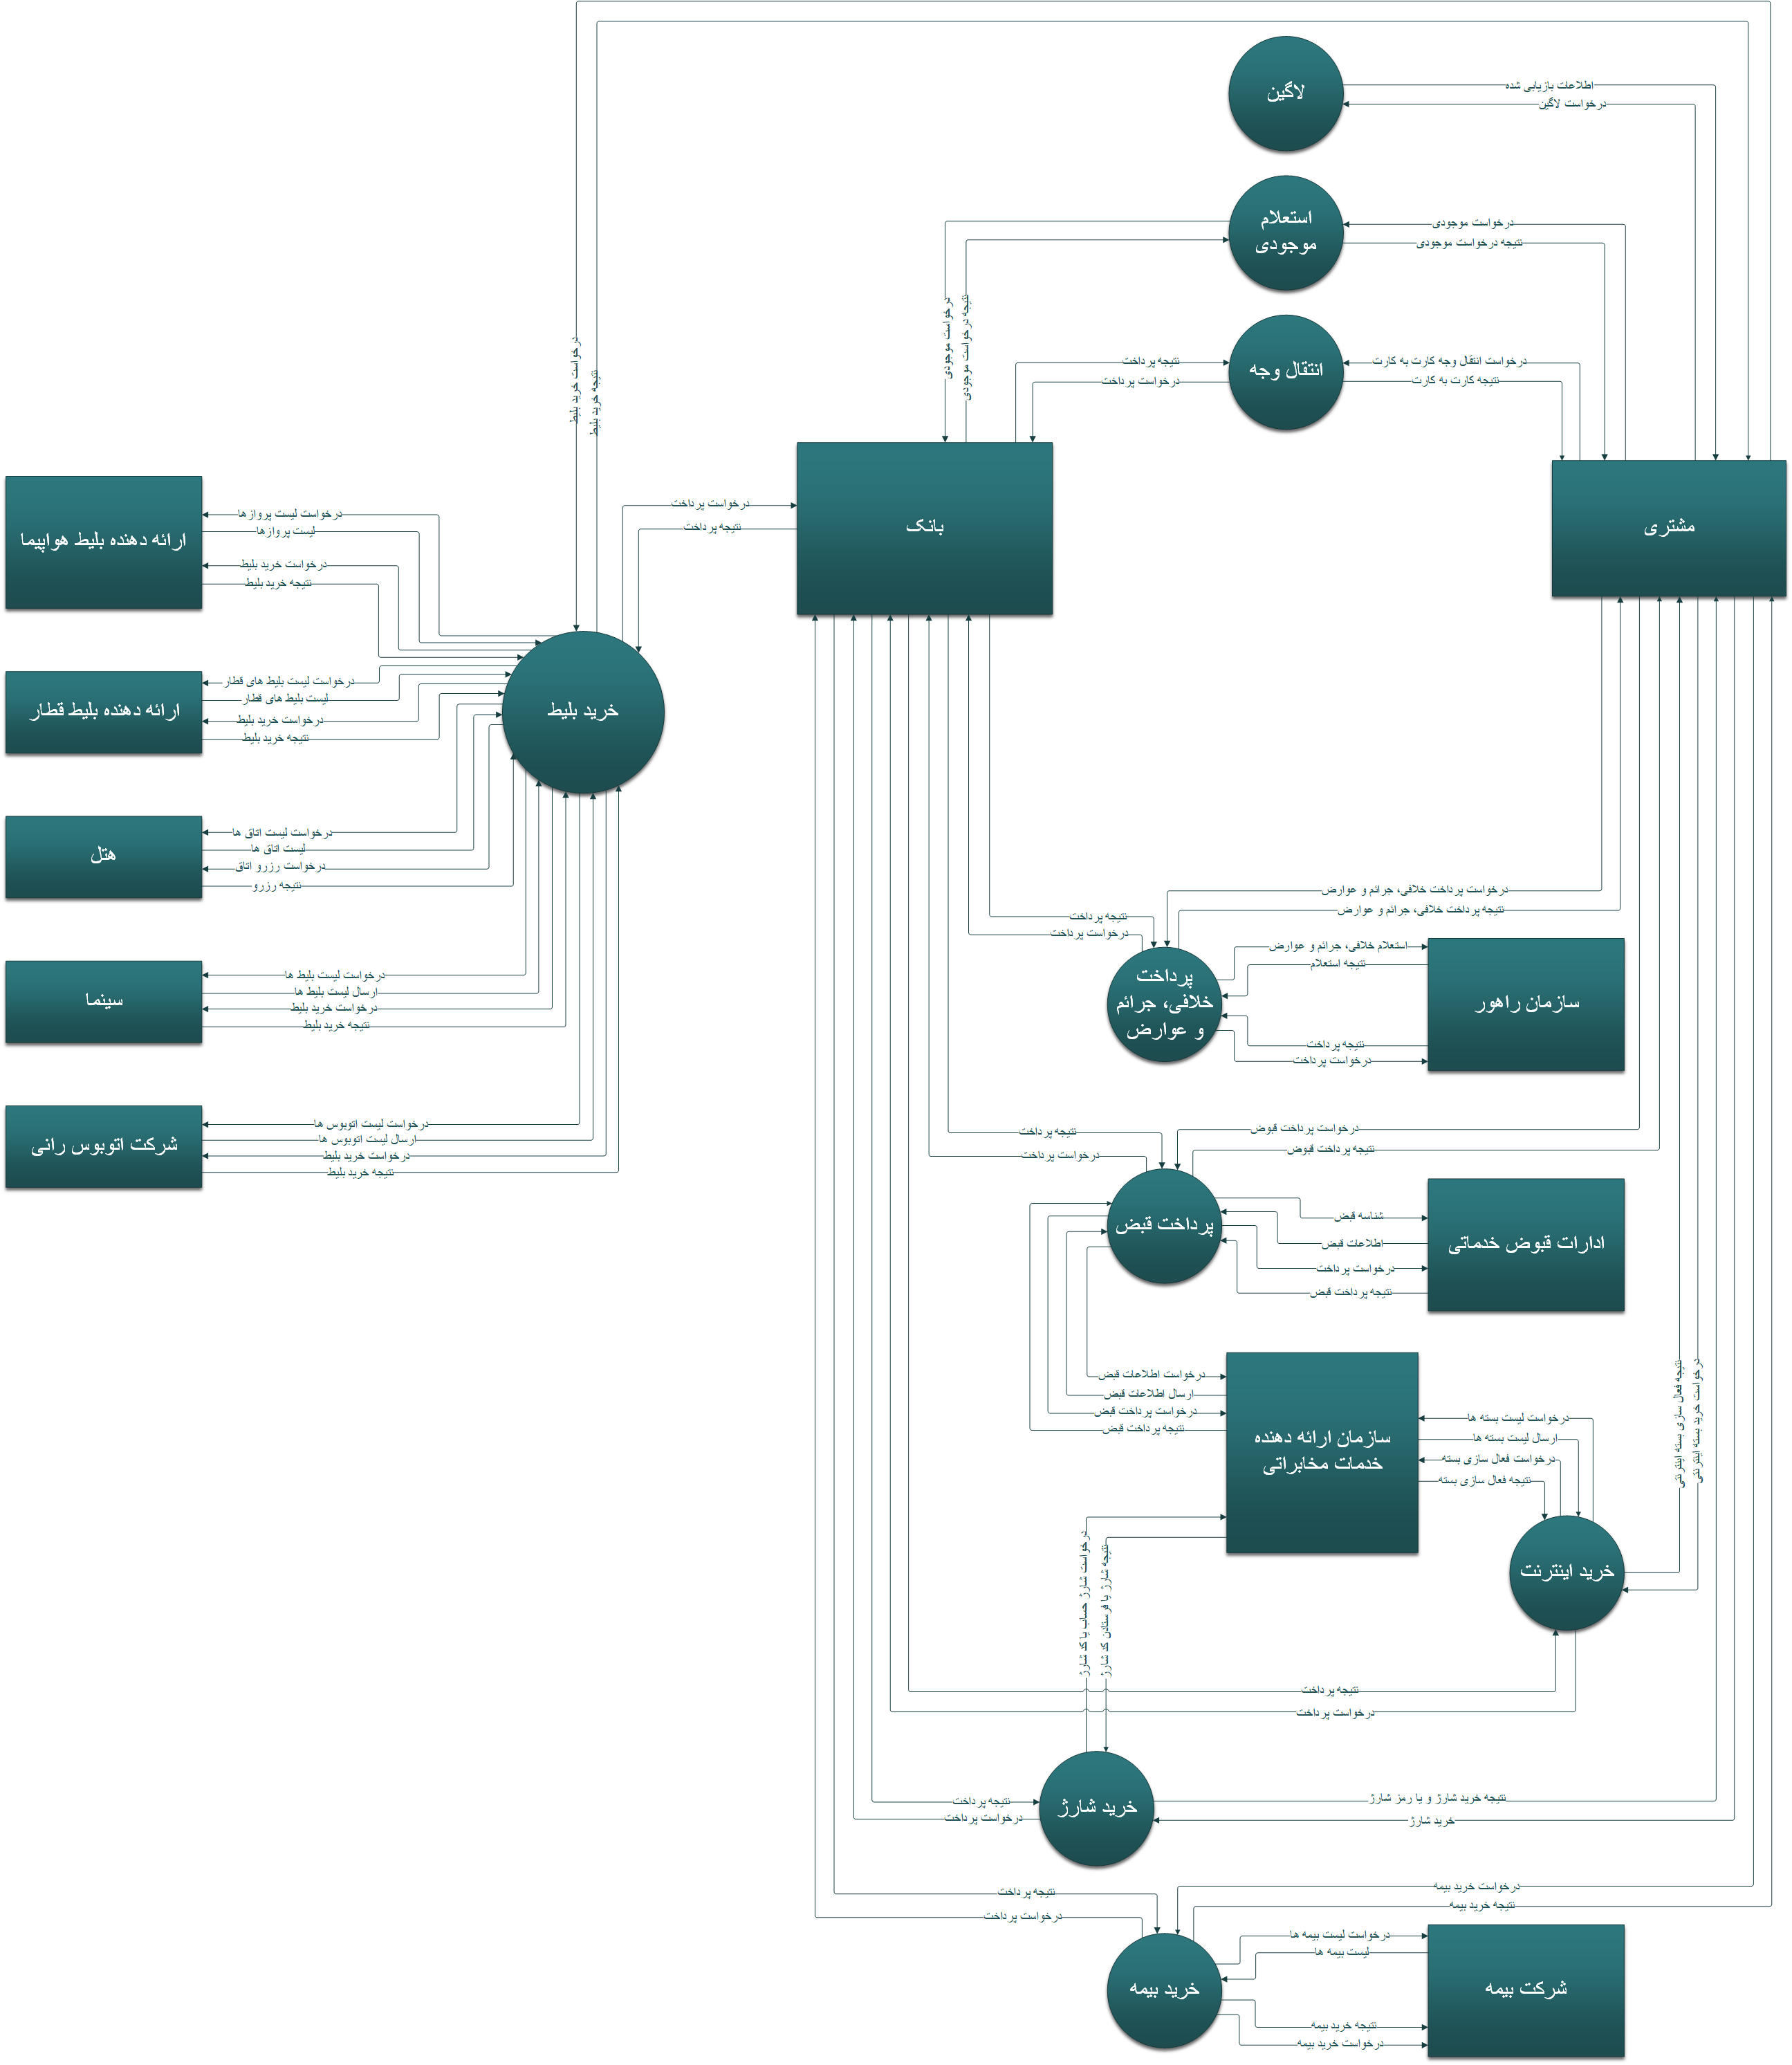 لاگین
اطلاعات بازیابی شده
درخواست لاگین
استعلام
موجودی
درخواست موجودی
نتیجه درخواست موجودی
درخواست موجودی
نتیجه درخواست موجودی
انتقال وجه
درخواست انتقال وجه کارت به کارت
نتیجه کارت به کارت
نتیجه پرداخت
درخواست پرداخت
درخواست خرید بلیط
نتیجه خرید بلیط
مشتری
بانک
درخواست پرداخت
نتیجه پرداخت
ارائه دهنده بلیط هواپیما
درخواست لیست پروازها
لیست پروازها
درخواست خرید بلیط
نتیجه خرید بلیط
خرید بلیط
ارائه دهنده بلیط قطار
درخواست لیست بلیط های قطار
لیست بلیط های قطار
درخواست خرید بلیط
نتیجه خرید بلیط
هتل
درخواست لیست اتاق ها
لیست اتاق ها
درخواست رزرو اتاق
نتیجه رزرو
سینما
درخواست لیست بلیط ها
ارسال لیست بلیط ها
درخواست خرید بلیط
نتیجه خرید بلیط
شرکت اتوبوس رانی
درخواست لیست اتوبوس ها
ارسال لیست اتوبوس ها
درخواست خرید بلیط
نتیجه خرید بلیط
درخواست پرداخت خلافی، جرائم و عوارض
نتیجه پرداخت خلافی، جرائم و عوارض
نتیجه پرداخت
درخواست پرداخت
پرداخت
خلافی، جرائم
و عوارض
استعلام خلافی، جرائم و عوارض
نتیجه استعلام
نتیجه پرداخت
درخواست پرداخت
سازمان راهور
درخواست پرداخت قبوض
نتیجه پرداخت قبوض
نتیجه پرداخت
درخواست پرداخت
پرداخت قبض
شناسه قبض
اطلاعات قبض
درخواست پرداخت
نتیجه پرداخت قبض
ادارات قبوض خدماتی
درخواست اطلاعات قبض
ارسال اطلاعات قبض
درخواست پرداخت قبض
نتیجه پرداخت قبض
سازمان ارائه دهنده
خدمات مخابراتی
درخواست لیست بسته ها
ارسال لیست بسته ها
درخواست فعال سازی بسته
نتیجه فعال سازی بسته
نتیجه فعال سازی بسته اینترنتی
درخواست خرید بسته اینترنتی
خرید اینترنت
درخواست شارژ حساب یا کد شارژ
نتیجه شارژ یا فرستادن کد شارژ
نتیجه پرداخت
درخواست پرداخت
خرید شارژ
نتیجه پرداخت
درخواست پرداخت
نتیجه خرید شارژ و یا رمز شارژ
خرید شارژ
نتیجه پرداخت
درخواست پرداخت
درخواست خرید بیمه
نتیجه خرید بیمه
خرید بیمه
درخواست لیست بیمه ها
لیست بیمه ها
نتیجه خرید بیمه
درخواست خرید بیمه
شرکت بیمه